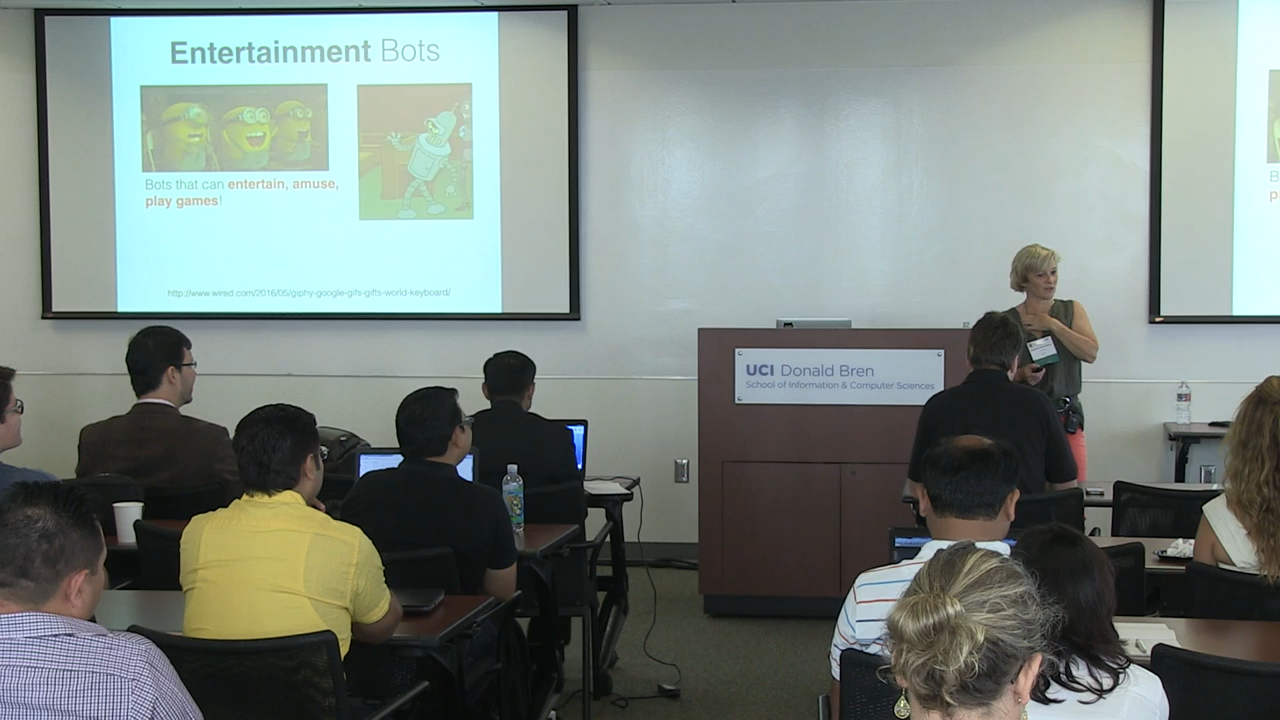 Entertainment Bots
Bots that can entertain, amuse,
play games!
http://www.wired.com/2016/05/giphy-google-gifs-gifts-world-keyboard/
UCI Donald Bren
School of Information & Computer Sciences
B
p